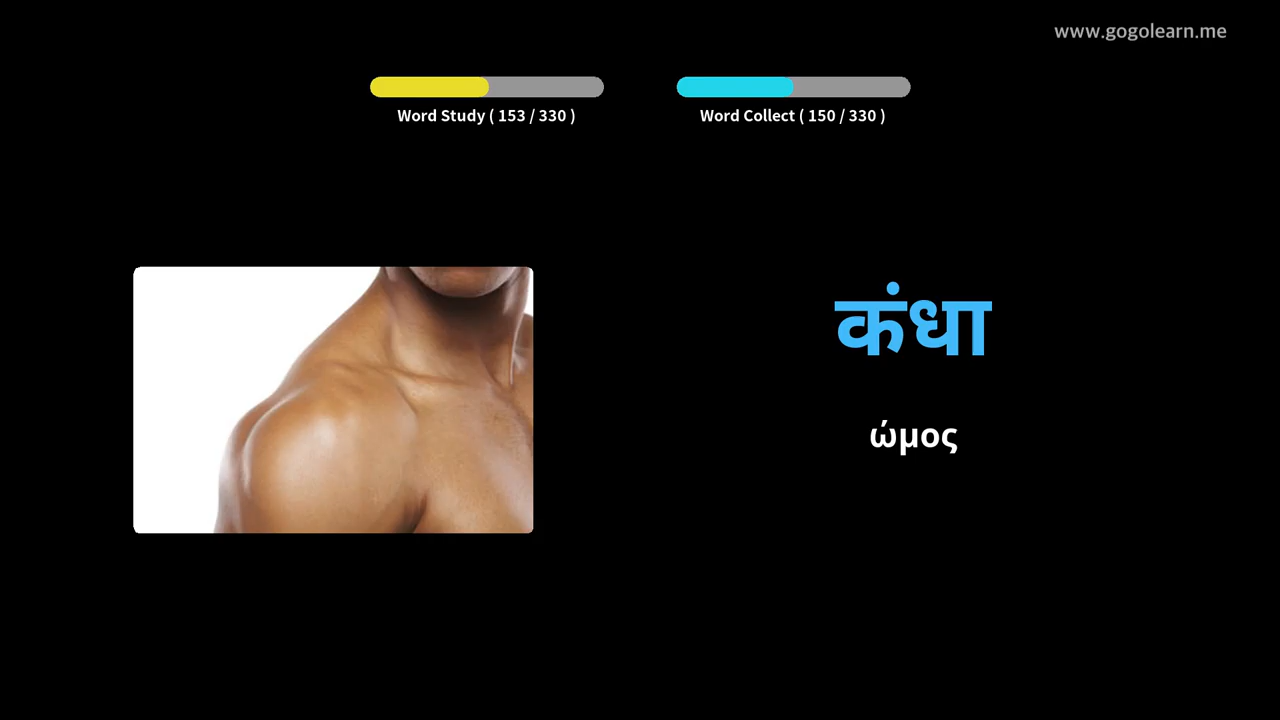 www.gogolearn.me
Word Study ( 153 / 330 )
Word Collect ( 150 / 330 )
कंधा
ώμος